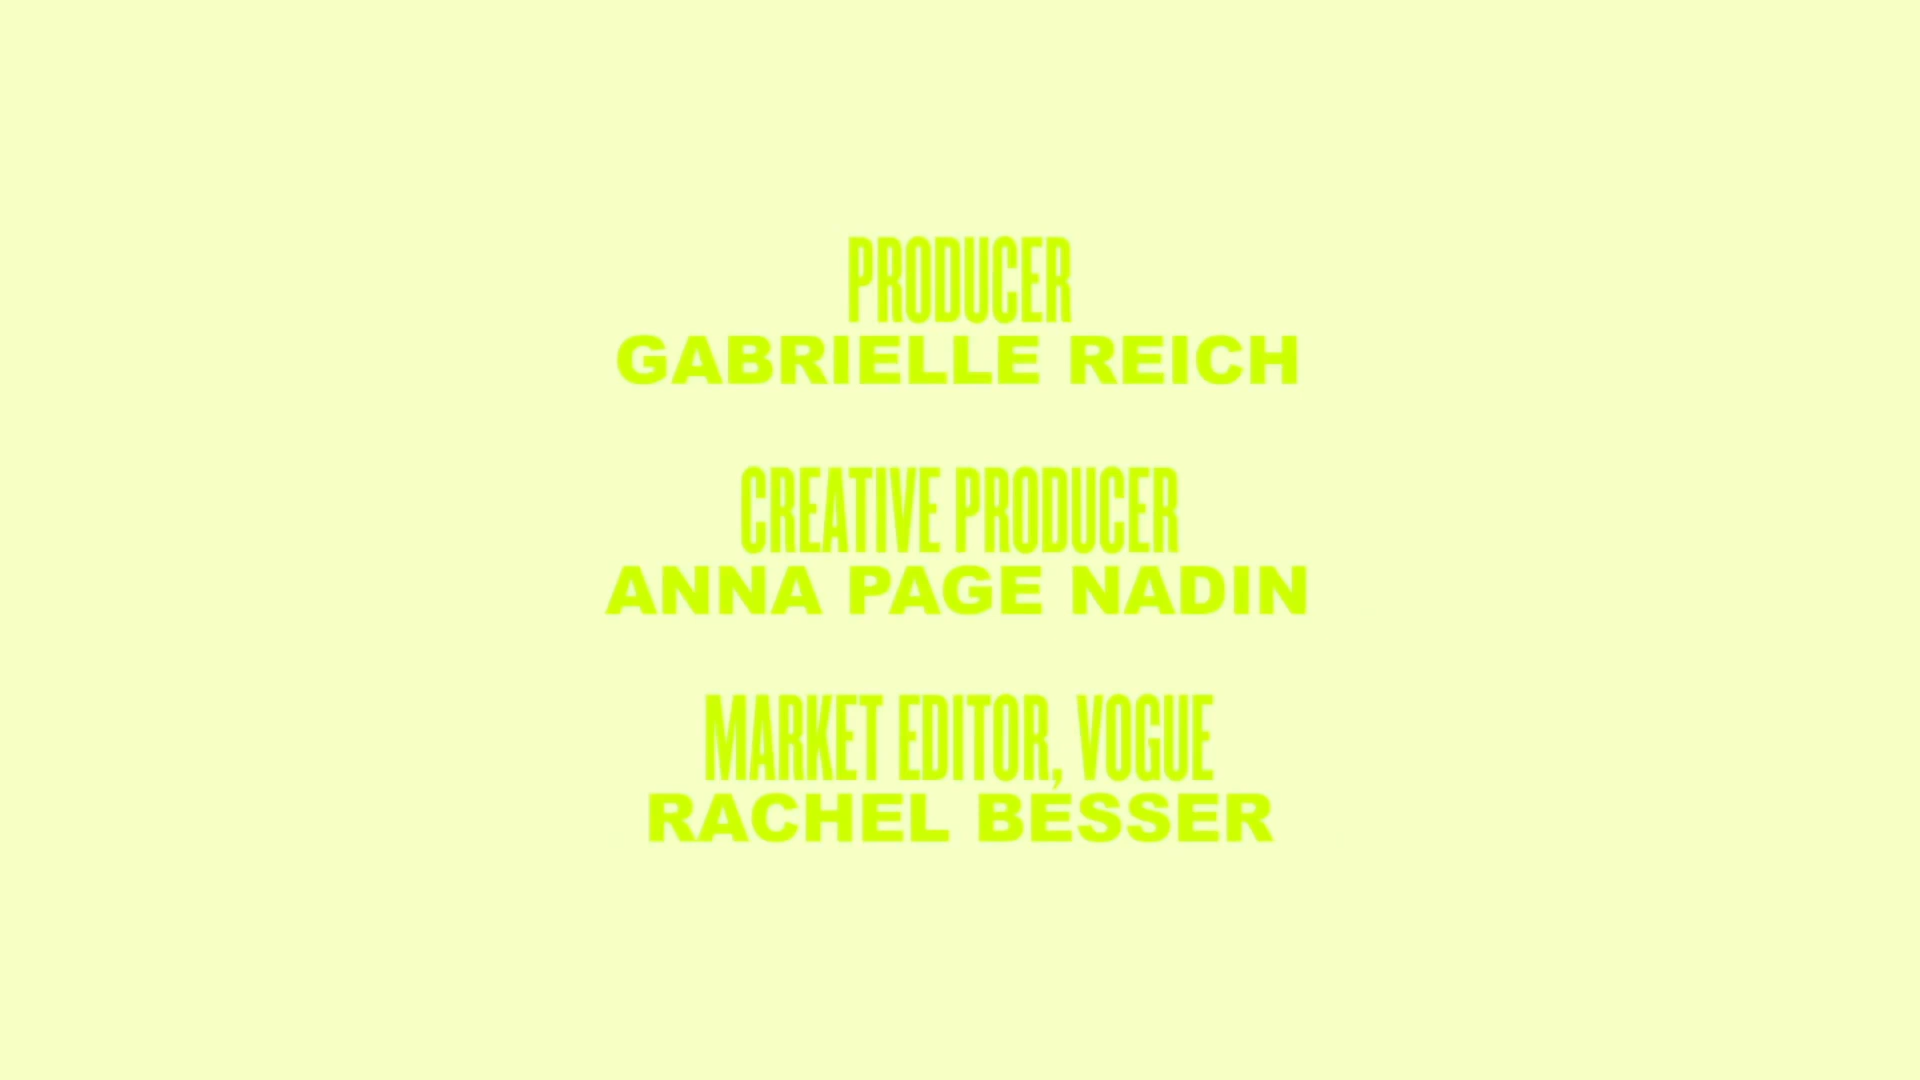 PRODUCER
GABRIELLE REICH
CREATIVE PRODUCER
ANNA PAGE NADIN
MARKET EDITOR, VOGUE
RACHEL BESSER